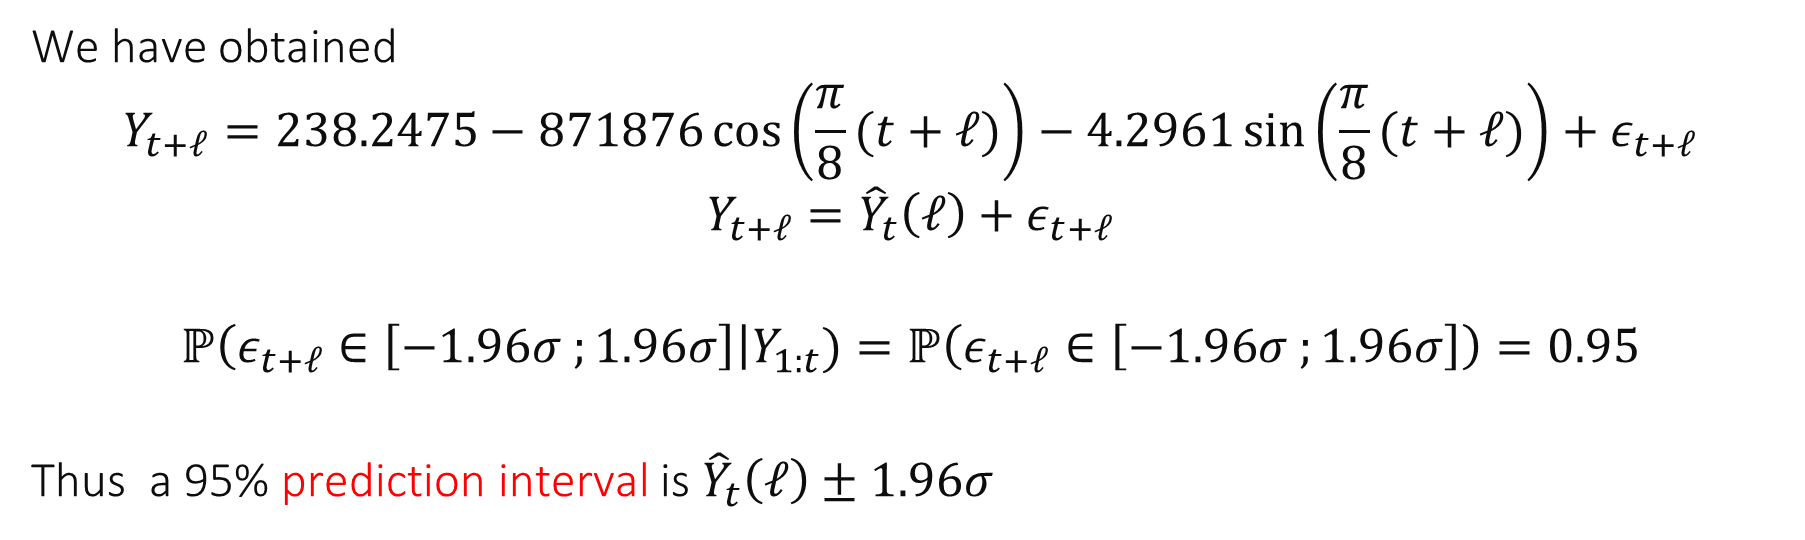 We have obtained
Y_{t+ℓ} = 238.2475 − 871876 cos(π/8 (t + ℓ)) − 4.2961 sin(π/8 (t + ℓ)) + ϵ_{t+ℓ}
Y_{t+ℓ} = Ŷ_t(ℓ) + ϵ_{t+ℓ}
ℙ(ϵ_{t+ℓ} ∈ [−1.96σ ; 1.96σ]|Y_{1:t}) = ℙ(ϵ_{t+ℓ} ∈ [−1.96σ ; 1.96σ]) = 0.95
Thus a 95% prediction interval is Ŷ_t(ℓ) ± 1.96σ